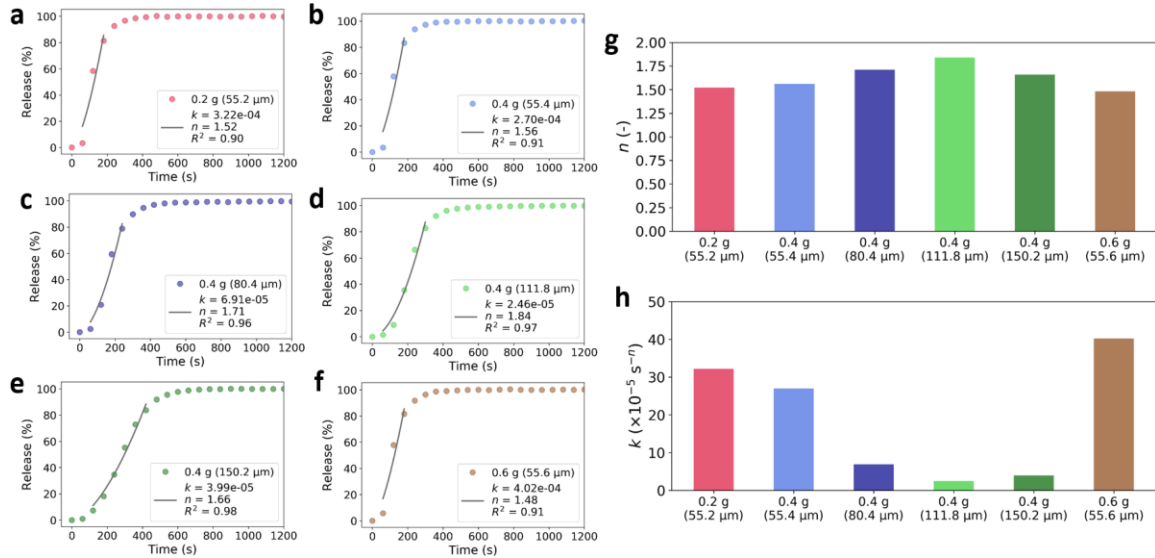 a
100
80
60
40
20
0
Release (%)
0.2 g (55.2 µm)
k = 3.22e-04
n = 1.52
R² = 0.90
0 200 400 600 800 1000 1200
Time (s)
b
100
80
60
40
20
0
Release (%)
0.4 g (55.4 µm)
k = 2.70e-04
n = 1.56
R² = 0.91
0 200 400 600 800 1000 1200
Time (s)
c
100
80
60
40
20
0
Release (%)
0.4 g (80.4 µm)
k = 6.91e-05
n = 1.71
R² = 0.96
0 200 400 600 800 1000 1200
Time (s)
d
100
80
60
40
20
0
Release (%)
0.4 g (111.8 µm)
k = 2.46e-05
n = 1.84
R² = 0.97
0 200 400 600 800 1000 1200
Time (s)
e
100
80
60
40
20
0
Release (%)
0.4 g (150.2 µm)
k = 3.99e-05
n = 1.66
R² = 0.98
0 200 400 600 800 1000 1200
Time (s)
f
100
80
60
40
20
0
Release (%)
0.6 g (55.6 µm)
k = 4.02e-04
n = 1.48
R² = 0.91
0 200 400 600 800 1000 1200
Time (s)
g
2.00
1.75
1.50
1.25
1.00
0.75
0.50
0.25
0.00
n (-)
0.2 g 0.4 g 0.4 g 0.4 g 0.4 g 0.6 g
(55.2 µm) (55.4 µm) (80.4 µm) (111.8 µm) (150.2 µm) (55.6 µm)
h
50
40
30
20
10
0
k (×10⁻⁵ s⁻ⁿ)
0.2 g 0.4 g 0.4 g 0.4 g 0.4 g 0.6 g
(55.2 µm) (55.4 µm) (80.4 µm) (111.8 µm) (150.2 µm) (55.6 µm)